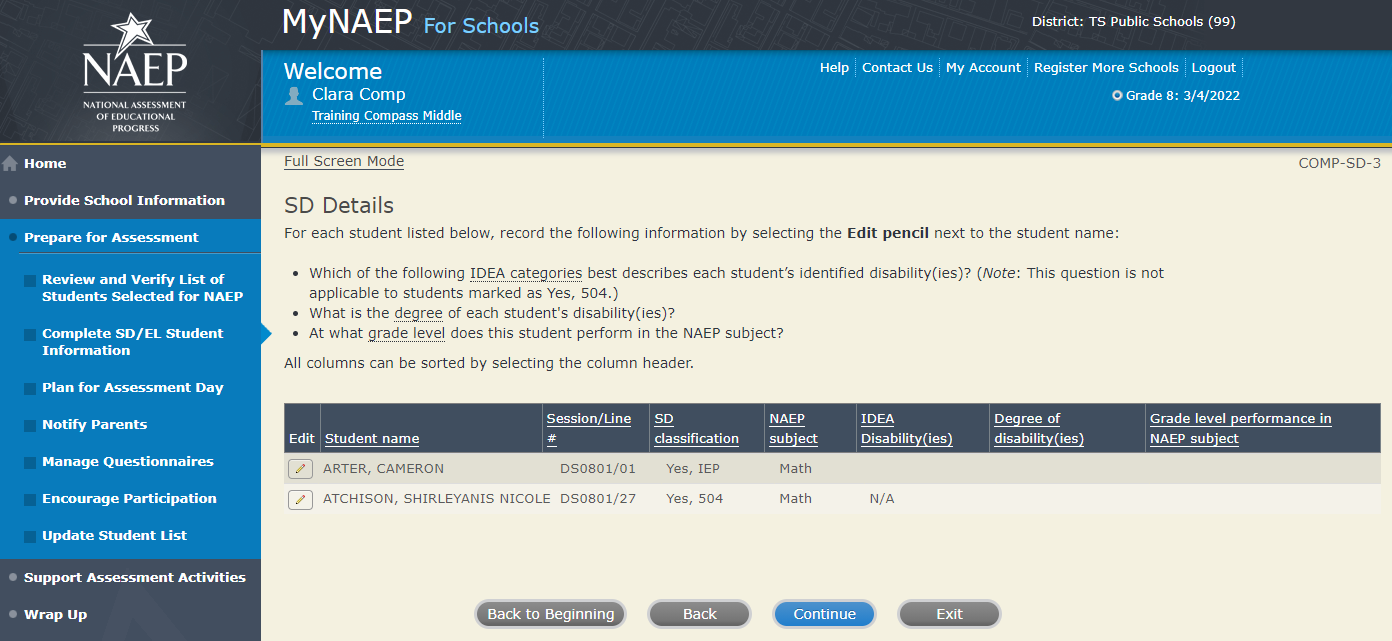 MyNAEP For Schools
District: TS Public Schools (99)
NAEP
NATIONAL ASSESSMENT
OF EDUCATIONAL
PROGRESS
Welcome
Clara Comp
Training Compass Middle
Help Contact Us My Account Register More Schools Logout
Grade 8: 3/4/2022
Home
Provide School Information
Prepare for Assessment
Review and Verify List of
Students Selected for NAEP
Complete SD/EL Student
Information
Plan for Assessment Day
Notify Parents
Manage Questionnaires
Encourage Participation
Update Student List
Support Assessment Activities
Wrap Up
Full Screen Mode
COMP-SD-3
SD Details
For each student listed below, record the following information by selecting the Edit pencil next to the student name:
• Which of the following IDEA categories best describes each student’s identified disability(ies)? (Note: This question is not
applicable to students marked as Yes, 504.)
• What is the degree of each student's disability(ies)?
• At what grade level does this student perform in the NAEP subject?
All columns can be sorted by selecting the column header.
Edit Student name Session/Line # SD classification NAEP subject IDEA Disability(ies) Degree of disability(ies) Grade level performance in NAEP subject
ARTER, CAMERON DS0801/01 Yes, IEP Math
ATCHISON, SHIRLEYANIS NICOLE DS0801/27 Yes, 504 Math N/A
Back to Beginning Back Continue Exit